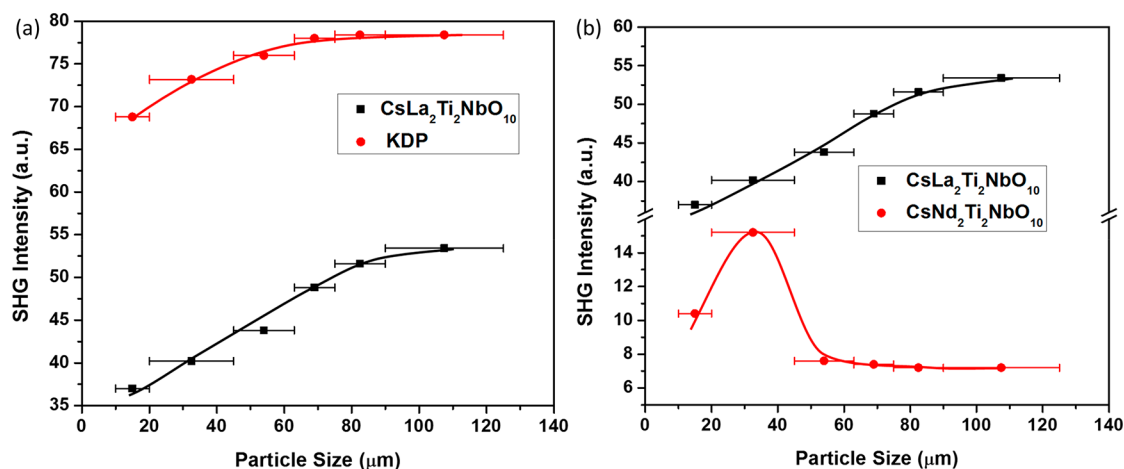 (a)
80
75
70
65
60
55
50
45
40
35
0 20 40 60 80 100 120 140
SHG Intensity (a.u.)
Particle Size (μm)
CsLa₂Ti₂NbO₁₀
KDP
(b)
60
55
50
45
40
14
12
10
8
6
0 20 40 60 80 100 120 140
SHG Intensity (a.u.)
Particle Size (μm)
CsLa₂Ti₂NbO₁₀
CsNd₂Ti₂NbO₁₀